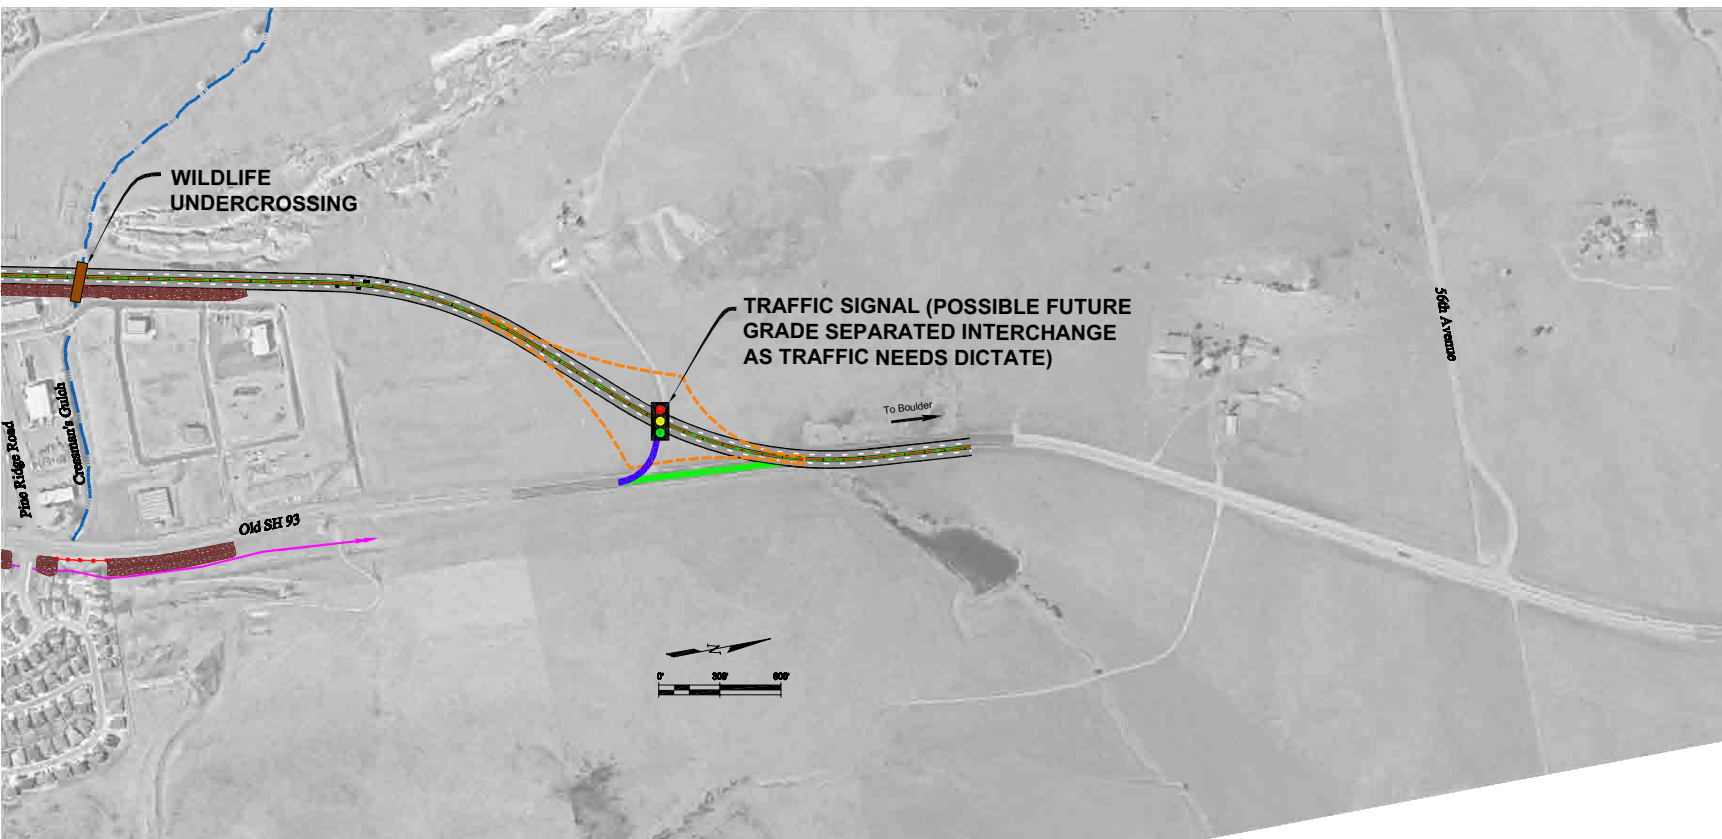 WILDLIFE
UNDERCROSSING
TRAFFIC SIGNAL (POSSIBLE FUTURE
GRADE SEPARATED INTERCHANGE
AS TRAFFIC NEEDS DICTATE)
56th Avenue
To Boulder
Cressman's Gulch
Pine Ridge Road
Old SH 93
N
0' 300' 600'